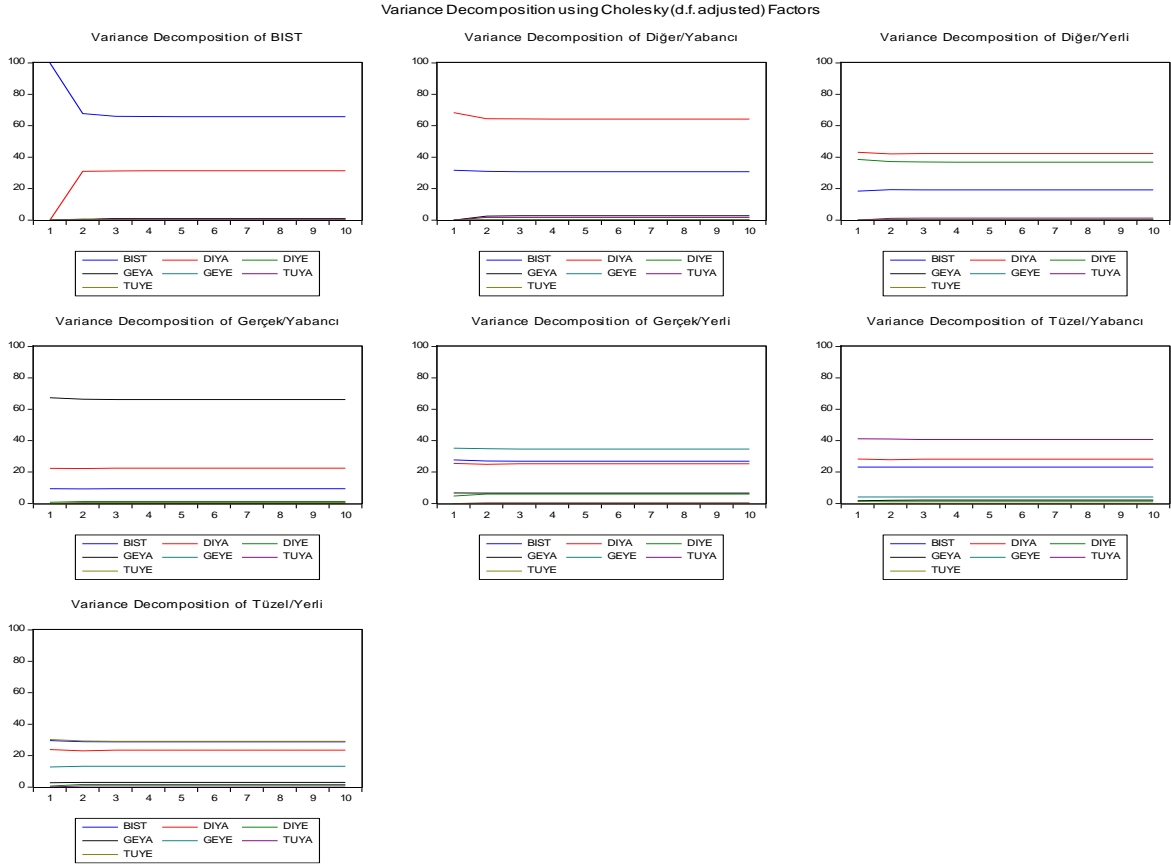 Variance Decomposition using Cholesky (d.f. adjusted) Factors
Variance Decomposition of BIST
100
80
60
40
20
0
1 2 3 4 5 6 7 8 9 10
BIST DIYA DIYE
GEYA GEYE TUYA
TUYE
Variance Decomposition of Diğer/Yabancı
100
80
60
40
20
0
1 2 3 4 5 6 7 8 9 10
BIST DIYA DIYE
GEYA GEYE TUYA
TUYE
Variance Decomposition of Diğer/Yerli
100
80
60
40
20
0
1 2 3 4 5 6 7 8 9 10
BIST DIYA DIYE
GEYA GEYE TUYA
TUYE
Variance Decomposition of Gerçek/Yabancı
100
80
60
40
20
0
1 2 3 4 5 6 7 8 9 10
BIST DIYA DIYE
GEYA GEYE TUYA
TUYE
Variance Decomposition of Gerçek/Yerli
100
80
60
40
20
0
1 2 3 4 5 6 7 8 9 10
BIST DIYA DIYE
GEYA GEYE TUYA
TUYE
Variance Decomposition of Tüzel/Yabancı
100
80
60
40
20
0
1 2 3 4 5 6 7 8 9 10
BIST DIYA DIYE
GEYA GEYE TUYA
TUYE
Variance Decomposition of Tüzel/Yerli
100
80
60
40
20
0
1 2 3 4 5 6 7 8 9 10
BIST DIYA DIYE
GEYA GEYE TUYA
TUYE